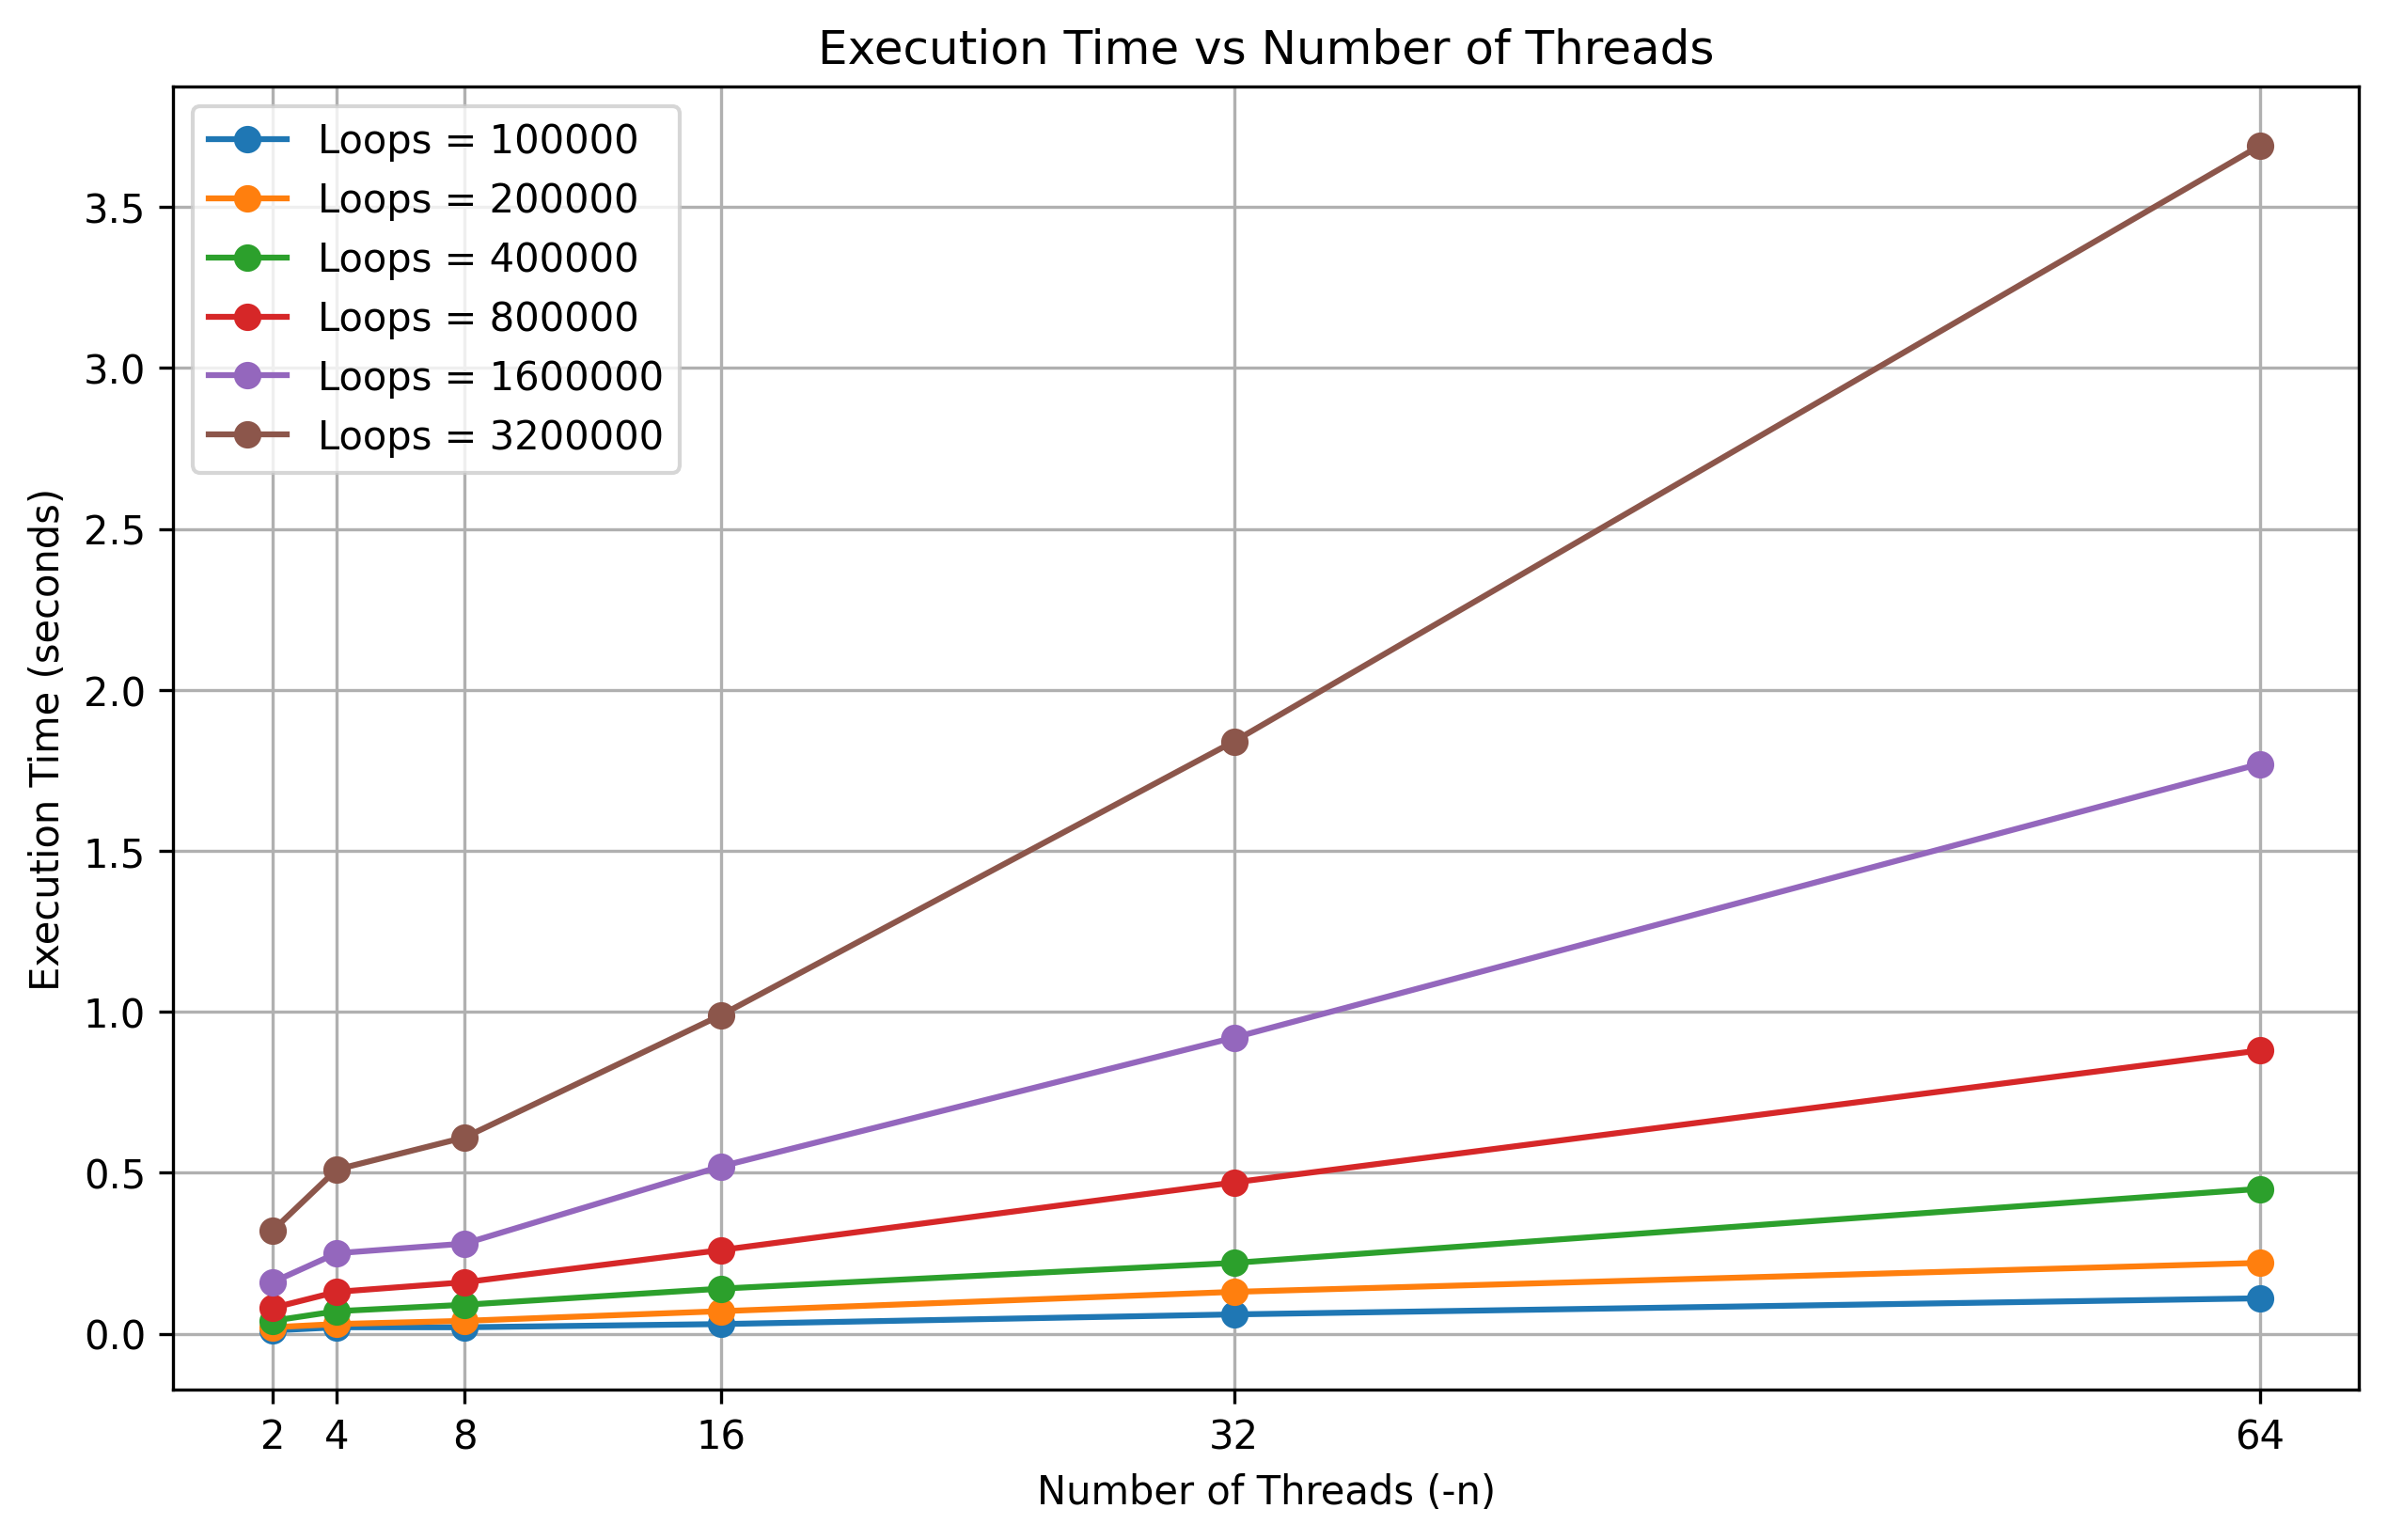 Execution Time vs Number of Threads
Loops = 100000
Loops = 200000
Loops = 400000
Loops = 800000
Loops = 1600000
Loops = 3200000
Execution Time (seconds)
3.5
3.0
2.5
2.0
1.5
1.0
0.5
0.0
2 4 8 16 32 64
Number of Threads (-n)